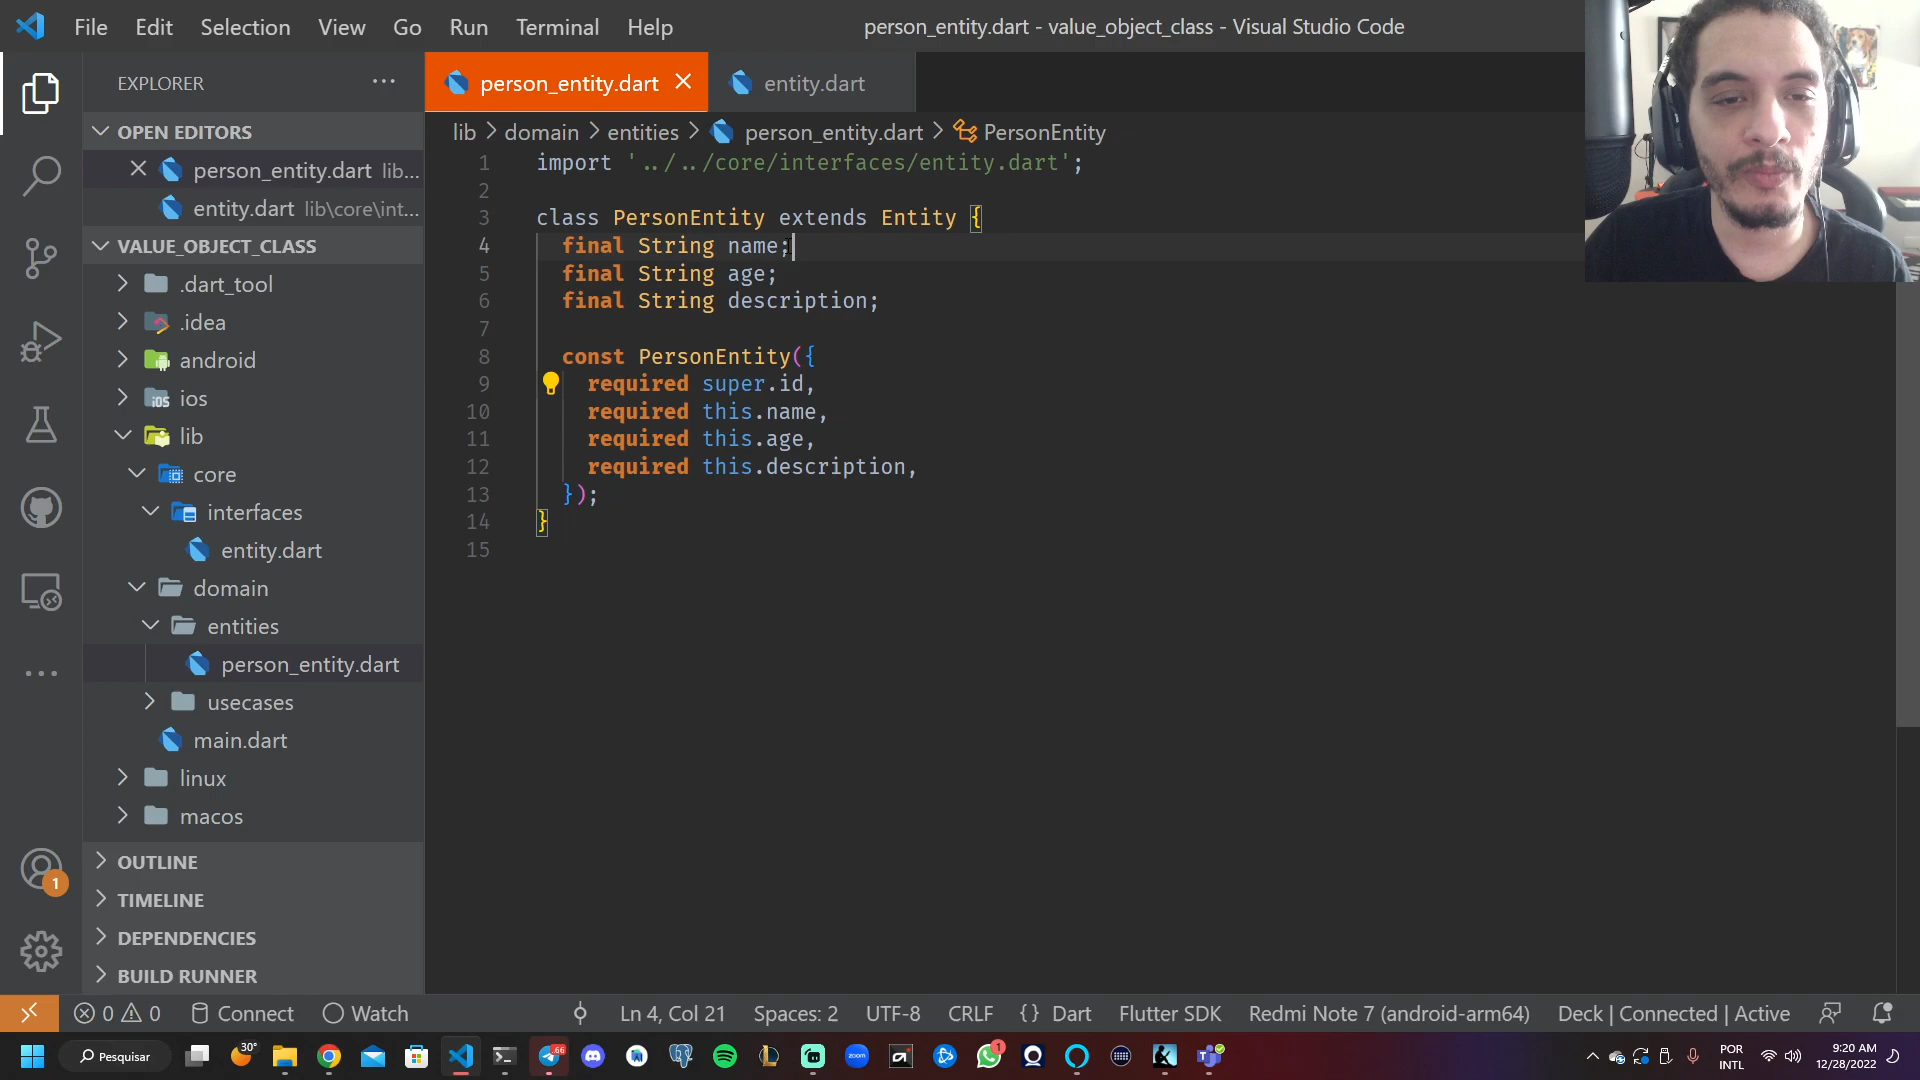 File Edit Selection View Go Run Terminal Help
person_entity.dart - value_object_class - Visual Studio Code
EXPLORER
OPEN EDITORS
person_entity.dart lib...
entity.dart lib\core\int...
VALUE_OBJECT_CLASS
.dart_tool
.idea
android
ios
lib
core
interfaces
entity.dart
domain
entities
person_entity.dart
usecases
main.dart
linux
macos
OUTLINE
TIMELINE
DEPENDENCIES
BUILD RUNNER
1
person_entity.dart
entity.dart
lib > domain > entities > person_entity.dart > PersonEntity
1 import '../../core/interfaces/entity.dart';
2
3 class PersonEntity extends Entity {
4 final String name;
5 final String age;
6 final String description;
7
8 const PersonEntity({
9 required super.id,
10 required this.name,
11 required this.age,
12 required this.description,
13 });
14 }
15
0 0 Connect Watch Ln 4, Col 21 Spaces: 2 UTF-8 CRLF {} Dart Flutter SDK Redmi Note 7 (android-arm64) Deck | Connected | Active
Pesquisar 30° 66 zoom 1 POR 9:20 AM
INTL 12/28/2022